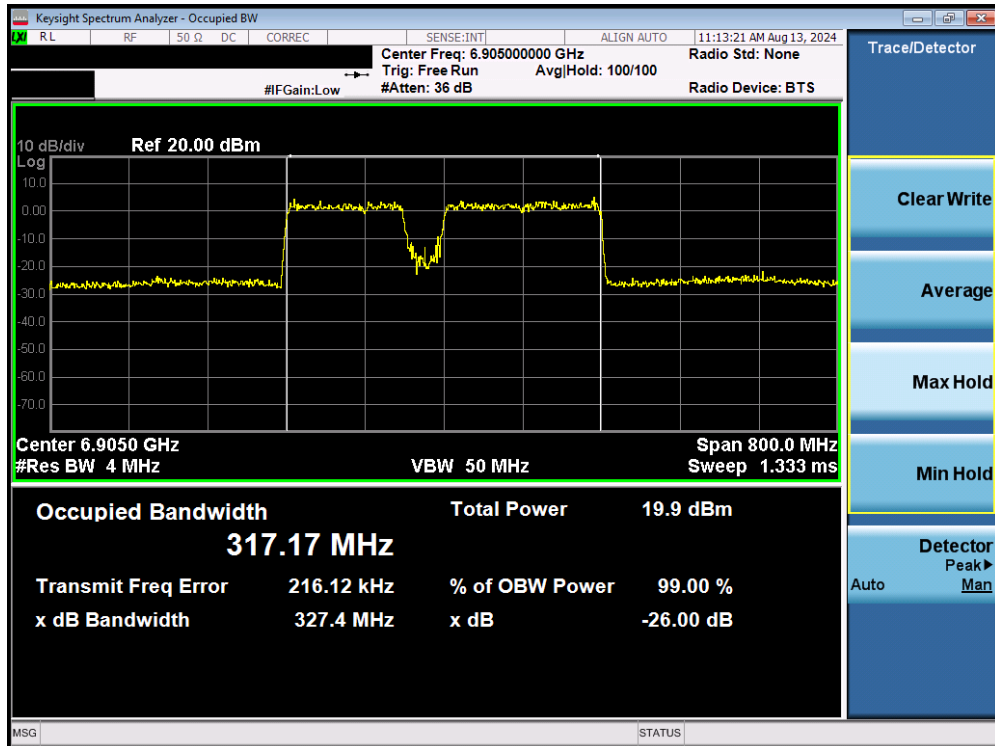 Keysight Spectrum Analyzer - Occupied BW
LXI RL RF 50 Ω DC CORREC SENSE:INT ALIGN AUTO 11:13:21 AM Aug 13, 2024
Center Freq: 6.905000000 GHz Radio Std: None
Trig: Free Run Avg|Hold: 100/100
#IFGain:Low #Atten: 36 dB Radio Device: BTS
Trace/Detector
10 dB/div Ref 20.00 dBm
Log
10.0
0.00
-10.0
-20.0
-30.0
-40.0
-50.0
-60.0
-70.0
Center 6.9050 GHz Span 800.0 MHz
#Res BW 4 MHz VBW 50 MHz Sweep 1.333 ms
Occupied Bandwidth Total Power 19.9 dBm
317.17 MHz
Transmit Freq Error 216.12 kHz % of OBW Power 99.00 %
x dB Bandwidth 327.4 MHz x dB -26.00 dB
Clear Write
Average
Max Hold
Min Hold
Detector
Peak▶
Auto Man
MSG STATUS